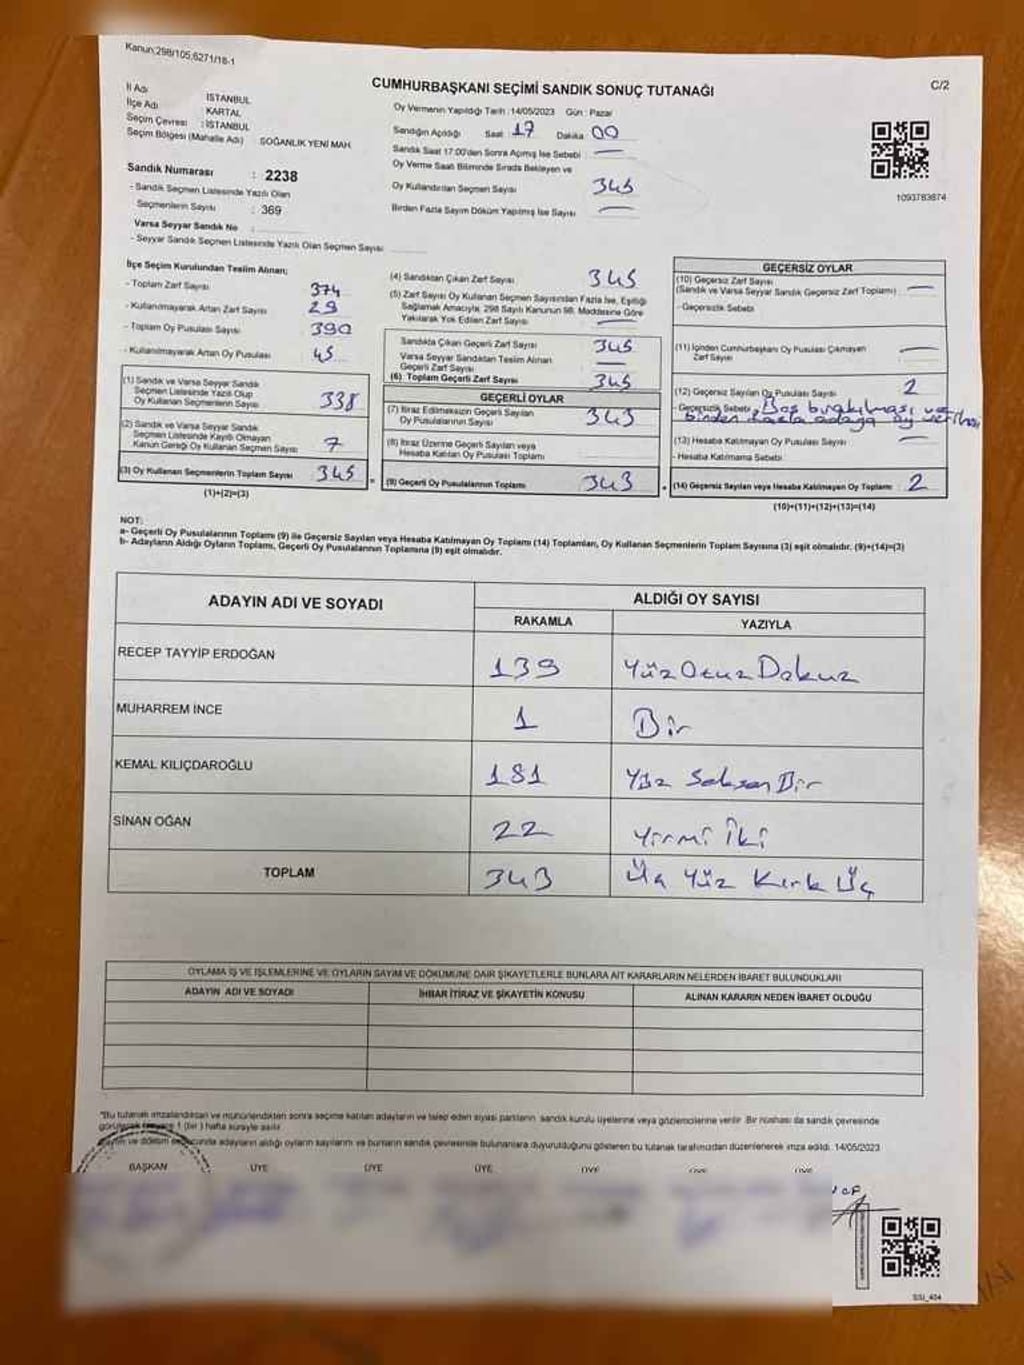 Kanun;298/105,6271/18-1
CUMHURBAŞKANI SEÇİMİ SANDIK SONUÇ TUTANAĞI
C/2
İl Adı : İSTANBUL
İlçe Adı : KARTAL
Seçim Çevresi : İSTANBUL
Seçim Bölgesi (Mahalle Adı) SOĞANLIK YENİ MAH.
Sandık Numarası : 2238
- Sandık Seçmen Listesinde Yazılı Olan
Seçmenlerin Sayısı : 369
Varsa Seyyar Sandık No :
- Seyyar Sandık Seçmen Listesinde Yazılı Olan Seçmen Sayısı
Oy Vermenin Yapıldığı Tarih : 14/05/2023 Gün : Pazar
Sandığın Açıldığı Saat 17 Dakika 00
Sandık Saat 17:00'den Sonra Açılmış İse Sebebi —
Oy Verme Saati Bitiminde Sırada Bekleyen ve
Oy Kullandırılan Seçmen Sayısı 345
Birden Fazla Sayım Döküm Yapılmış İse Sayısı —
1093783874
İlçe Seçim Kurulundan Teslim Alınan;
- Toplam Zarf Sayısı 374
- Kullanılmayarak Artan Zarf Sayısı 29
- Toplam Oy Pusulası Sayısı 390
- Kullanılmayarak Artan Oy Pusulası 45
(1) Sandık ve Varsa Seyyar Sandık
Seçmen Listesinde Yazılı Olup
Oy Kullanan Seçmenlerin Sayısı 338
(2) Sandık ve Varsa Seyyar Sandık
Seçmen Listesinde Kayıtlı Olmayan
Kanun Gereği Oy Kullanan Seçmen Sayısı 7
(3) Oy Kullanan Seçmenlerin Toplam Sayısı 345
(1)+(2)=(3)
(4) Sandıktan Çıkan Zarf Sayısı 345
(5) Zarf Sayısı Oy Kullanan Seçmen Sayısından Fazla İse, Eşitliği
Sağlamak Amacıyla; 298 Sayılı Kanunun 98. Maddesine Göre
Yakılarak Yok Edilen Zarf Sayısı —
Sandıkta Çıkan Geçerli Zarf Sayısı 345
Varsa Seyyar Sandıktan Teslim Alınan
Geçerli Zarf Sayısı —
(6) Toplam Geçerli Zarf Sayısı 345
GEÇERLİ OYLAR
(7) İtiraz Edilmeksizin Geçerli Sayılan
Oy Pusulalarının Sayısı 343
(8) İtiraz Üzerine Geçerli Sayılan veya
Hesaba Katılan Oy Pusulası Toplamı
(9) Geçerli Oy Pusulalarının Toplamı 343
GEÇERSİZ OYLAR
(10) Geçersiz Zarf Sayısı
(Sandık ve Varsa Seyyar Sandık Geçersiz Zarf Toplamı) —
- Geçersizlik Sebebi
(11) İçinden Cumhurbaşkanı Oy Pusulası Çıkmayan
Zarf Sayısı —
(12) Geçersiz Sayılan Oy Pusulası Sayısı 2
- Geçersizlik Sebebi Boş bırakılması ve
birden fazla adaya oy verilmesi
(13) Hesaba Katılmayan Oy Pusulası Sayısı —
- Hesaba Katılmama Sebebi
(14) Geçersiz Sayılan veya Hesaba Katılmayan Oy Toplamı 2
(10)+(11)+(12)+(13)=(14)
NOT:
a- Geçerli Oy Pusulalarının Toplamı (9) ile Geçersiz Sayılan veya Hesaba Katılmayan Oy Toplamı (14) Toplamları, Oy Kullanan Seçmenlerin Toplam Sayısına (3) eşit olmalıdır. (9)+(14)=(3)
b- Adayların Aldığı Oyların Toplamı, Geçerli Oy Pusulalarının Toplamına (9) eşit olmalıdır.
ADAYIN ADI VE SOYADI
ALDIĞI OY SAYISI
RAKAMLA YAZIYLA
RECEP TAYYİP ERDOĞAN 139 Yüz Otuz Dokuz
MUHARREM İNCE 1 Bir
KEMAL KILIÇDAROĞLU 181 Yüz Seksen Bir
SİNAN OĞAN 22 Yirmi İki
TOPLAM 343 Üç Yüz Kırk Üç
OYLAMA İŞ VE İŞLEMLERİNE VE OYLARIN SAYIM VE DÖKÜMÜNE DAİR ŞİKAYETLERLE BUNLARA AİT KARARLARIN NELERDEN İBARET BULUNDUKLARI
ADAYIN ADI VE SOYADI İHBAR İTİRAZ VE ŞİKAYETİN KONUSU ALINAN KARARIN NEDEN İBARET OLDUĞU
*Bu tutanak imzalandıktan ve mühürlendikten sonra seçime katılan adayların ve talep eden siyasi partilerin sandık kurulu üyelerine veya gözlemcilerine verilir. Bir nüshası da sandık çevresinde
görülecek 1 (bir) hafta süreyle asılır.
Sayım ve döküm sonucunda adayların aldığı oyların sayılarını ve bunların sandık çevresinde bulunanlara duyurulduğunu gösteren bu tutanak tarafımızdan düzenlenerek imza edildi. 14/05/2023
BAŞKAN ÜYE ÜYE ÜYE ÜYE ÜYE ÜYE